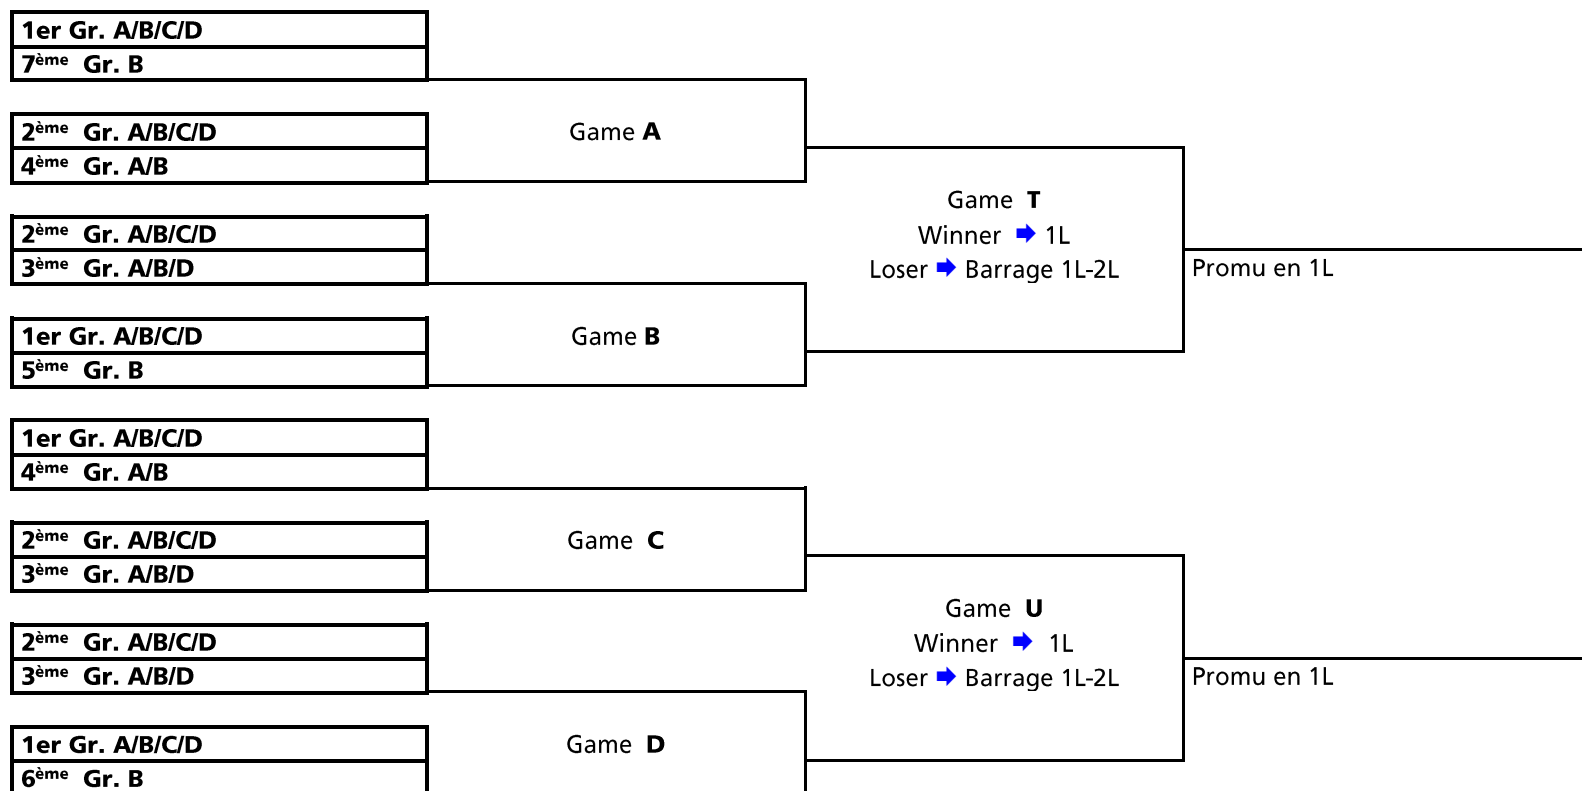 1er Gr. A/B/C/D
7ème Gr. B
2ème Gr. A/B/C/D
4ème Gr. A/B
Game A
2ème Gr. A/B/C/D
3ème Gr. A/B/D
1er Gr. A/B/C/D
5ème Gr. B
Game B
Game T
Winner ➡ 1L
Loser ➡ Barrage 1L-2L
Promu en 1L
1er Gr. A/B/C/D
4ème Gr. A/B
2ème Gr. A/B/C/D
3ème Gr. A/B/D
Game C
2ème Gr. A/B/C/D
3ème Gr. A/B/D
1er Gr. A/B/C/D
6ème Gr. B
Game D
Game U
Winner ➡ 1L
Loser ➡ Barrage 1L-2L
Promu en 1L